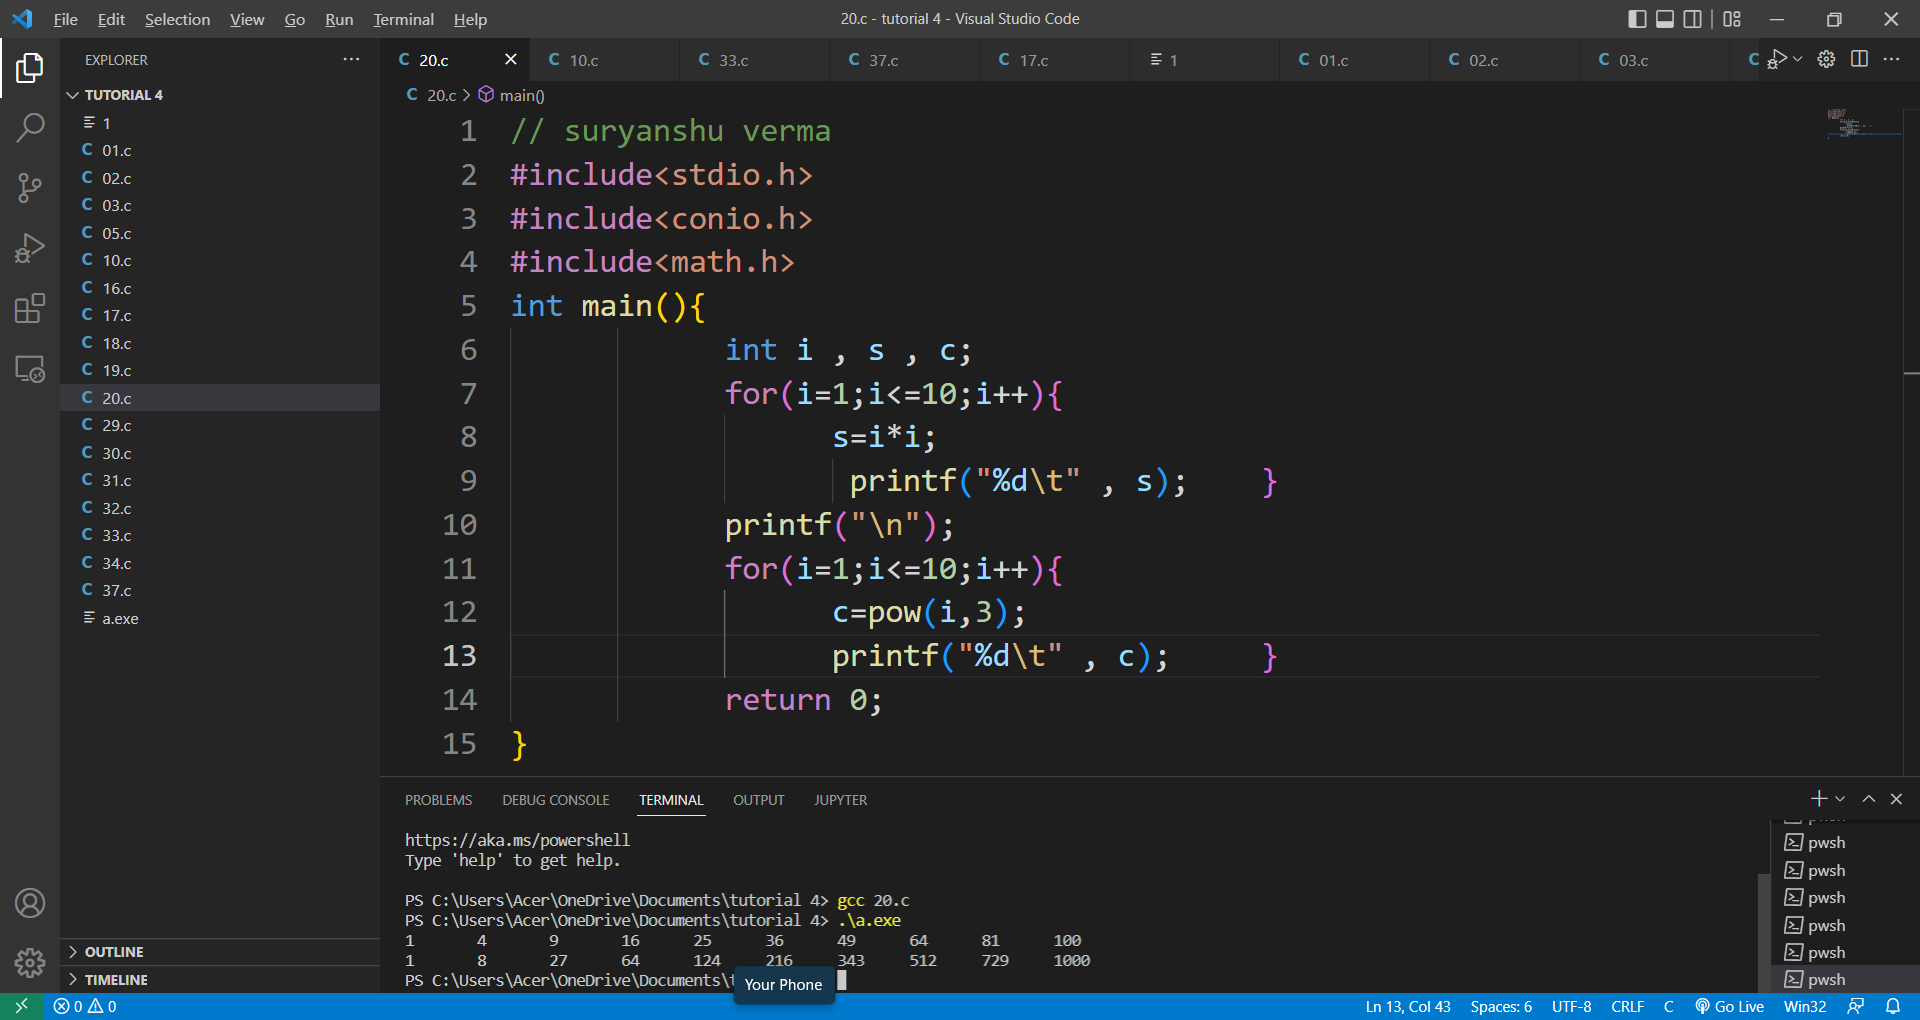 File Edit Selection View Go Run Terminal Help
20.c - tutorial 4 - Visual Studio Code
EXPLORER
TUTORIAL 4
1
C 01.c
C 02.c
C 03.c
C 05.c
C 10.c
C 16.c
C 17.c
C 18.c
C 19.c
C 20.c
C 29.c
C 30.c
C 31.c
C 32.c
C 33.c
C 34.c
C 37.c
a.exe
OUTLINE
TIMELINE
C 20.c C 10.c C 33.c C 37.c C 17.c 1 C 01.c C 02.c C 03.c C
C 20.c > main()
1 // suryanshu verma
2 #include<stdio.h>
3 #include<conio.h>
4 #include<math.h>
5 int main(){
6 int i , s , c;
7 for(i=1;i<=10;i++){
8 s=i*i;
9 printf("%d\t" , s); }
10 printf("\n");
11 for(i=1;i<=10;i++){
12 c=pow(i,3);
13 printf("%d\t" , c); }
14 return 0;
15 }
PROBLEMS DEBUG CONSOLE TERMINAL OUTPUT JUPYTER
https://aka.ms/powershell
Type 'help' to get help.
PS C:\Users\Acer\OneDrive\Documents\tutorial 4> gcc 20.c
PS C:\Users\Acer\OneDrive\Documents\tutorial 4> .\a.exe
1 4 9 16 25 36 49 64 81 100
1 8 27 64 124 216 343 512 729 1000
PS C:\Users\Acer\OneDrive\Documents\t
Your Phone
pwsh
pwsh
pwsh
pwsh
pwsh
pwsh
0 0
Ln 13, Col 43 Spaces: 6 UTF-8 CRLF C Go Live Win32